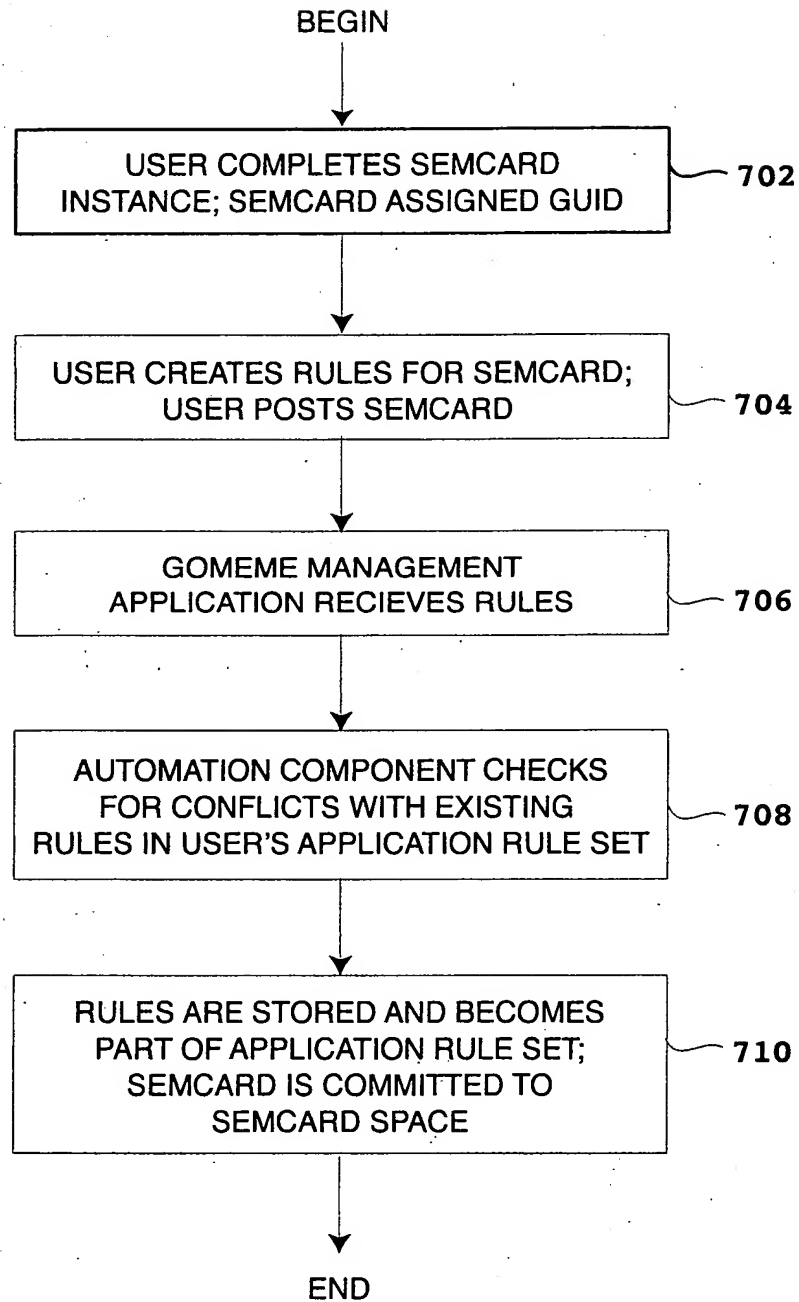 BEGIN
USER COMPLETES SEMCARD
INSTANCE; SEMCARD ASSIGNED GUID
702
USER CREATES RULES FOR SEMCARD;
USER POSTS SEMCARD
704
GOMEME MANAGEMENT
APPLICATION RECIEVES RULES
706
AUTOMATION COMPONENT CHECKS
FOR CONFLICTS WITH EXISTING
RULES IN USER'S APPLICATION RULE SET
708
RULES ARE STORED AND BECOMES
PART OF APPLICATION RULE SET;
SEMCARD IS COMMITTED TO
SEMCARD SPACE
710
END